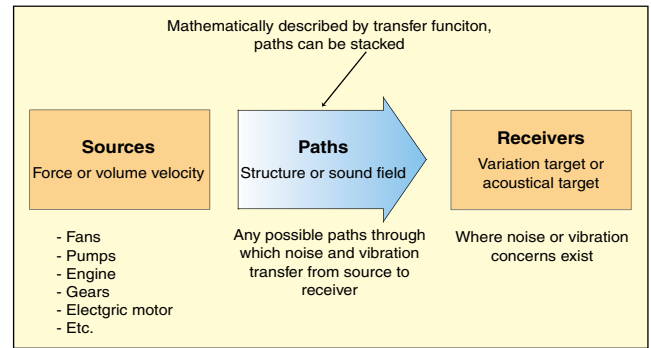 Mathematically described by transfer funciton,
paths can be stacked
Sources
Force or volume velocity
Paths
Structure or sound field
Receivers
Variation target or
acoustical target
- Fans
- Pumps
- Engine
- Gears
- Electgric motor
- Etc.
Any possible paths through
which noise and vibration
transfer from source to
receiver
Where noise or vibration
concerns exist